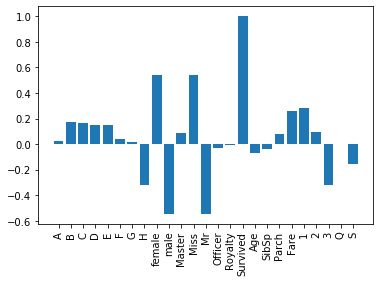 1.0
0.8
0.6
0.4
0.2
0.0
−0.2
−0.4
−0.6
A
B
C
D
E
F
G
H
female
male
Master
Miss
Mr
Officer
Royalty
Survived
Age
SibSp
Parch
Fare
1
2
3
Q
S